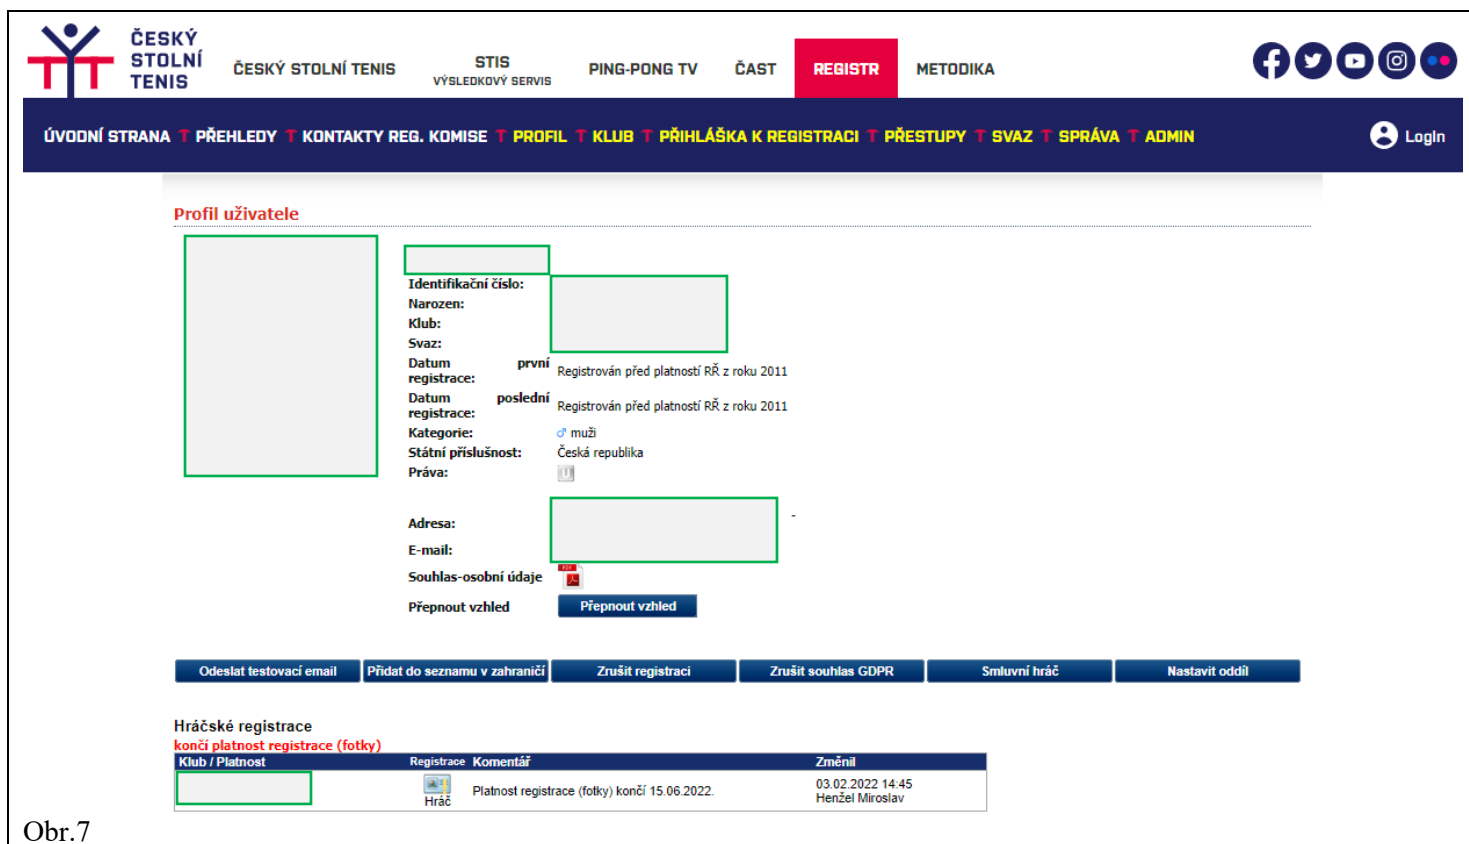 ČESKÝ
STOLNÍ
TENIS
ČESKÝ STOLNÍ TENIS
STIS
VÝSLEDKOVÝ SERVIS
PING-PONG TV
ČAST
REGISTR
METODIKA
ÚVODNÍ STRANA T PŘEHLEDY T KONTAKTY REG. KOMISE T PROFIL T KLUB T PŘIHLÁŠKA K REGISTRACI T PŘESTUPY T SVAZ T SPRÁVA T ADMIN
LogIn
Profil uživatele
Identifikační číslo:
Narozen:
Klub:
Svaz:
Datum první
registrace:
Registrován před platností RŘ z roku 2011
Datum poslední
registrace:
Registrován před platností RŘ z roku 2011
Kategorie: ♂ muži
Státní příslušnost: Česká republika
Práva: U
Adresa: -
E-mail:
Souhlas-osobní údaje PDF
Přepnout vzhled Přepnout vzhled
Odeslat testovací email Přidat do seznamu v zahraničí Zrušit registraci Zrušit souhlas GDPR Smluvní hráč Nastavit oddíl
Hráčské registrace
končí platnost registrace (fotky)
Klub / Platnost Registrace Komentář Změnil
Hráč
Platnost registrace (fotky) končí 15.06.2022.
03.02.2022 14:45
Henžel Miroslav
Obr.7